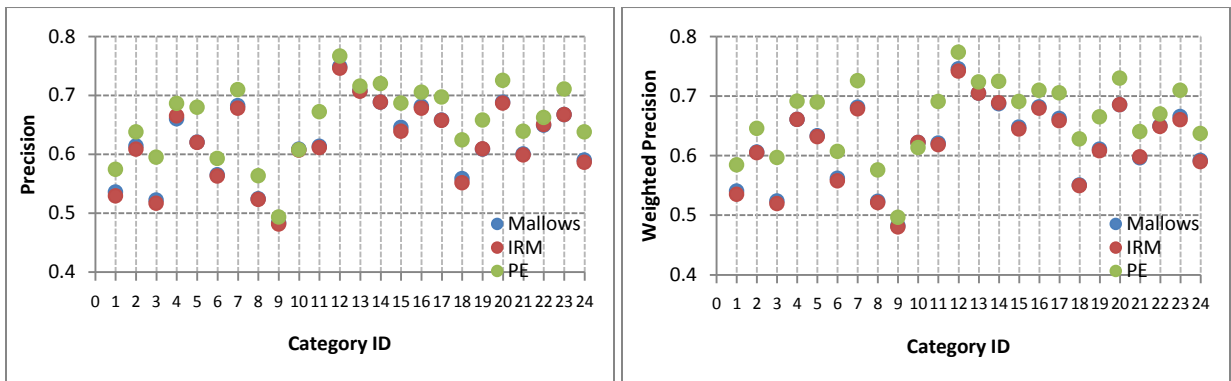 0.8
0.7
0.6
0.5
0.4
Precision
0 1 2 3 4 5 6 7 8 9 10 11 12 13 14 15 16 17 18 19 20 21 22 23 24
Category ID
Mallows
IRM
PE
0.8
0.7
0.6
0.5
0.4
Weighted Precision
0 1 2 3 4 5 6 7 8 9 10 11 12 13 14 15 16 17 18 19 20 21 22 23 24
Category ID
Mallows
IRM
PE